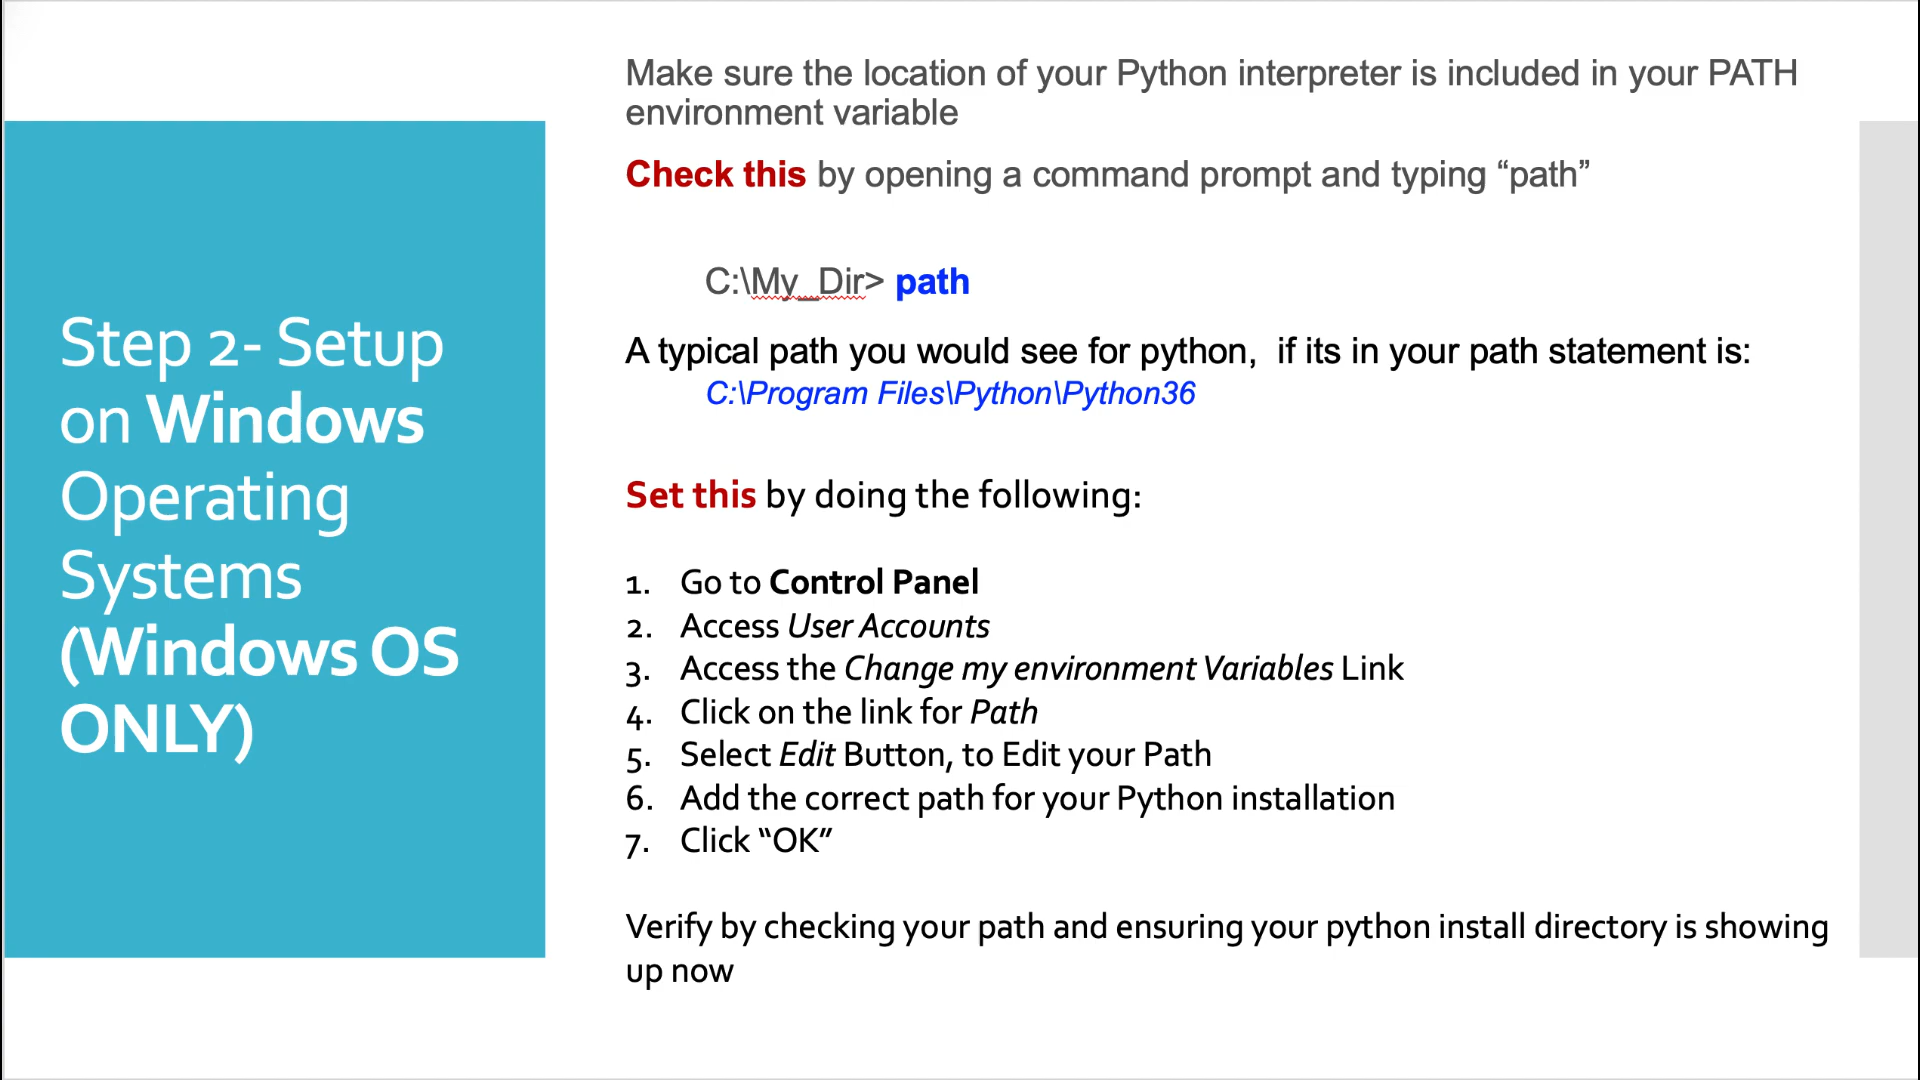 Step 2- Setup
on Windows
Operating
Systems
(Windows OS
ONLY)
Make sure the location of your Python interpreter is included in your PATH
environment variable
Check this by opening a command prompt and typing “path”
C:\My_Dir> path
A typical path you would see for python,  if its in your path statement is:
C:\Program Files\Python\Python36
Set this by doing the following:
1. Go to Control Panel
2. Access User Accounts
3. Access the Change my environment Variables Link
4. Click on the link for Path
5. Select Edit Button, to Edit your Path
6. Add the correct path for your Python installation
7. Click “OK”
Verify by checking your path and ensuring your python install directory is showing
up now